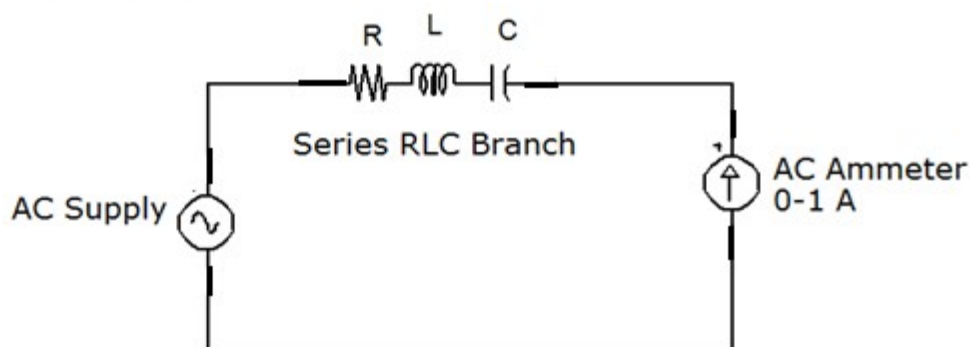 R L C
Series RLC Branch
AC Supply
AC Ammeter
0-1 A